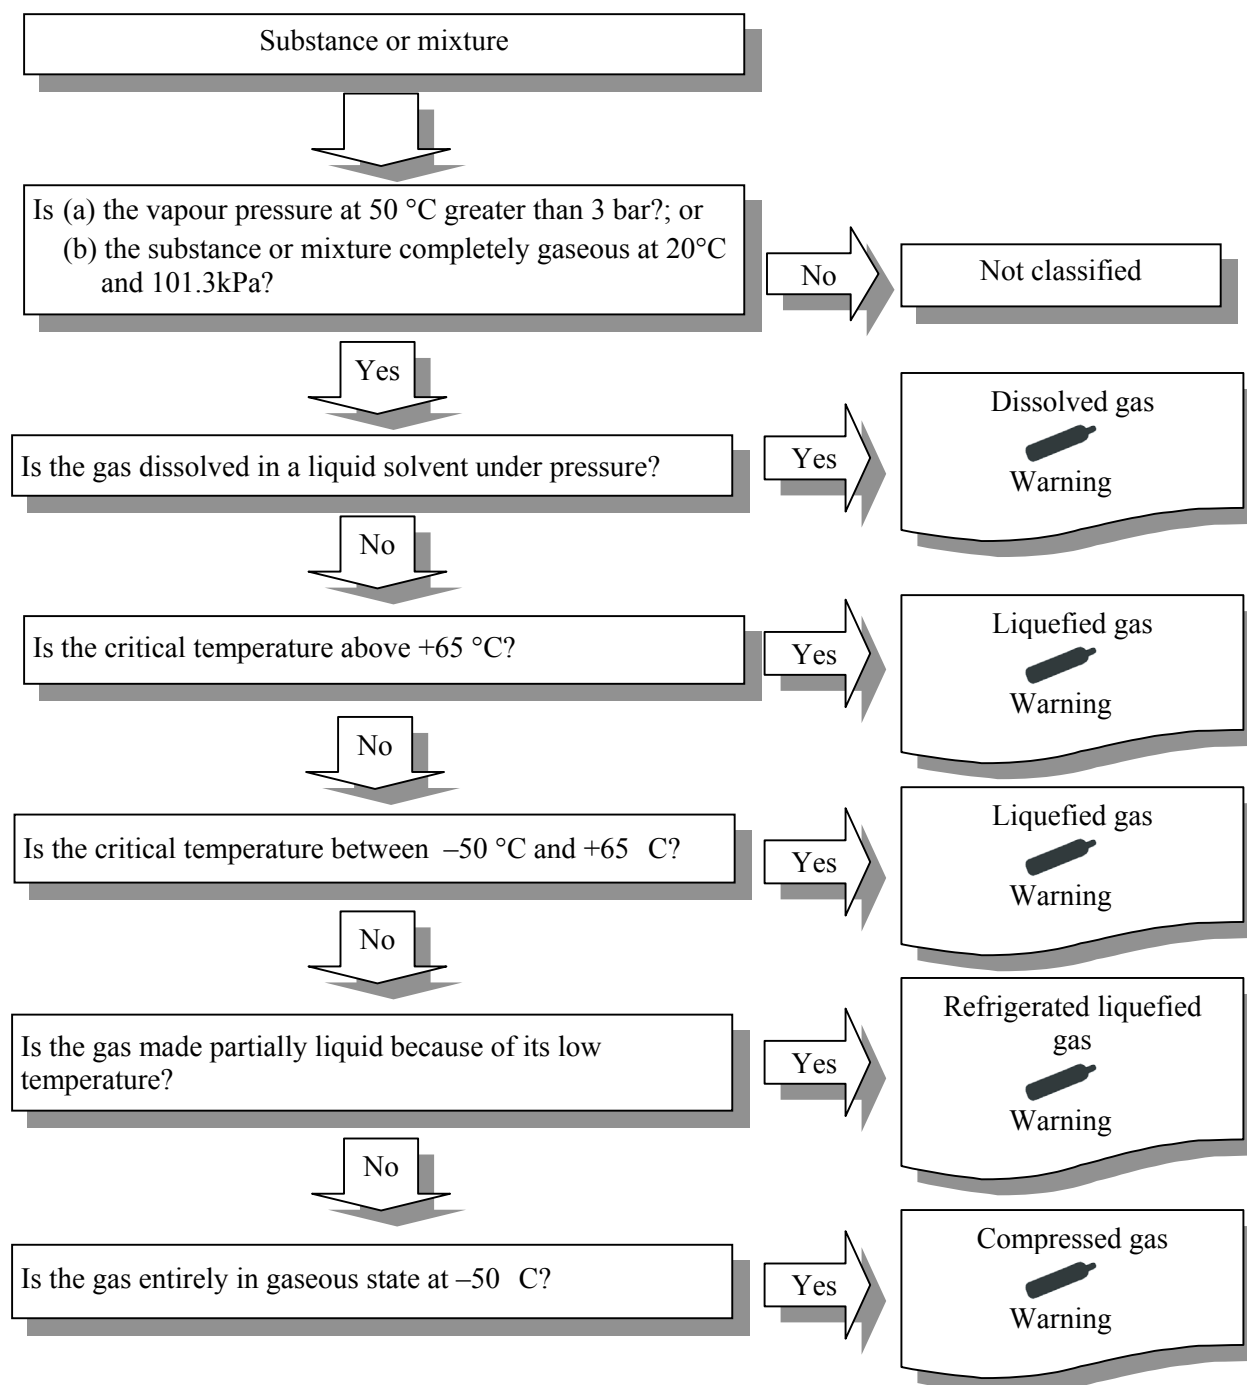 Substance or mixture
Is (a) the vapour pressure at 50 °C greater than 3 bar?; or
(b) the substance or mixture completely gaseous at 20°C
and 101.3kPa?
No
Not classified
Yes
Is the gas dissolved in a liquid solvent under pressure?
Yes
Dissolved gas
Warning
No
Is the critical temperature above +65 °C?
Yes
Liquefied gas
Warning
No
Is the critical temperature between –50 °C and +65 C?
Yes
Liquefied gas
Warning
No
Is the gas made partially liquid because of its low
temperature?
Yes
Refrigerated liquefied
gas
Warning
No
Is the gas entirely in gaseous state at –50 C?
Yes
Compressed gas
Warning